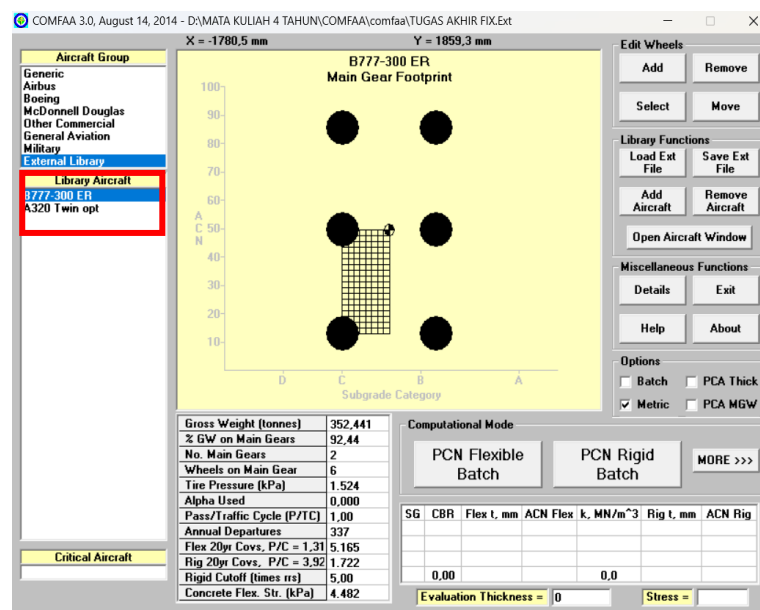 COMFAA 3.0, August 14, 2014 - D:\MATA KULIAH 4 TAHUN\COMFAA\comfaa\TUGAS AKHIR FIX.Ext
X = -1780,5 mm Y = 1859,3 mm
Aircraft Group
Generic
Airbus
Boeing
McDonnell Douglas
Other Commercial
General Aviation
Military
External Library
Library Aircraft
B777-300 ER
A320 Twin opt
Critical Aircraft
B777-300 ER
Main Gear Footprint
100
90
80
70
60
50
40
30
20
10
ACN
D C B A
Subgrade Category
Gross Weight (tonnes) 352,441
% GW on Main Gears 92,44
No. Main Gears 2
Wheels on Main Gear 6
Tire Pressure (kPa) 1.524
Alpha Used 0,000
Pass/Traffic Cycle (P/TC) 1,00
Annual Departures 337
Flex 20yr Covs, P/C = 1,31 5.165
Rig 20yr Covs, P/C = 3,92 1.722
Rigid Cutoff (times rrs) 5,00
Concrete Flex. Str. (kPa) 4.482
Edit Wheels
Add Remove
Select Move
Library Functions
Load Ext File Save Ext File
Add Aircraft Remove Aircraft
Open Aircraft Window
Miscellaneous Functions
Details Exit
Help About
Options
Batch PCA Thick
Metric PCA MGW
Computational Mode
PCN Flexible Batch PCN Rigid Batch MORE >>>
SG CBR Flex t, mm ACN Flex k, MN/m^3 Rig t, mm ACN Rig
0,00 0,0
Evaluation Thickness = 0 Stress =